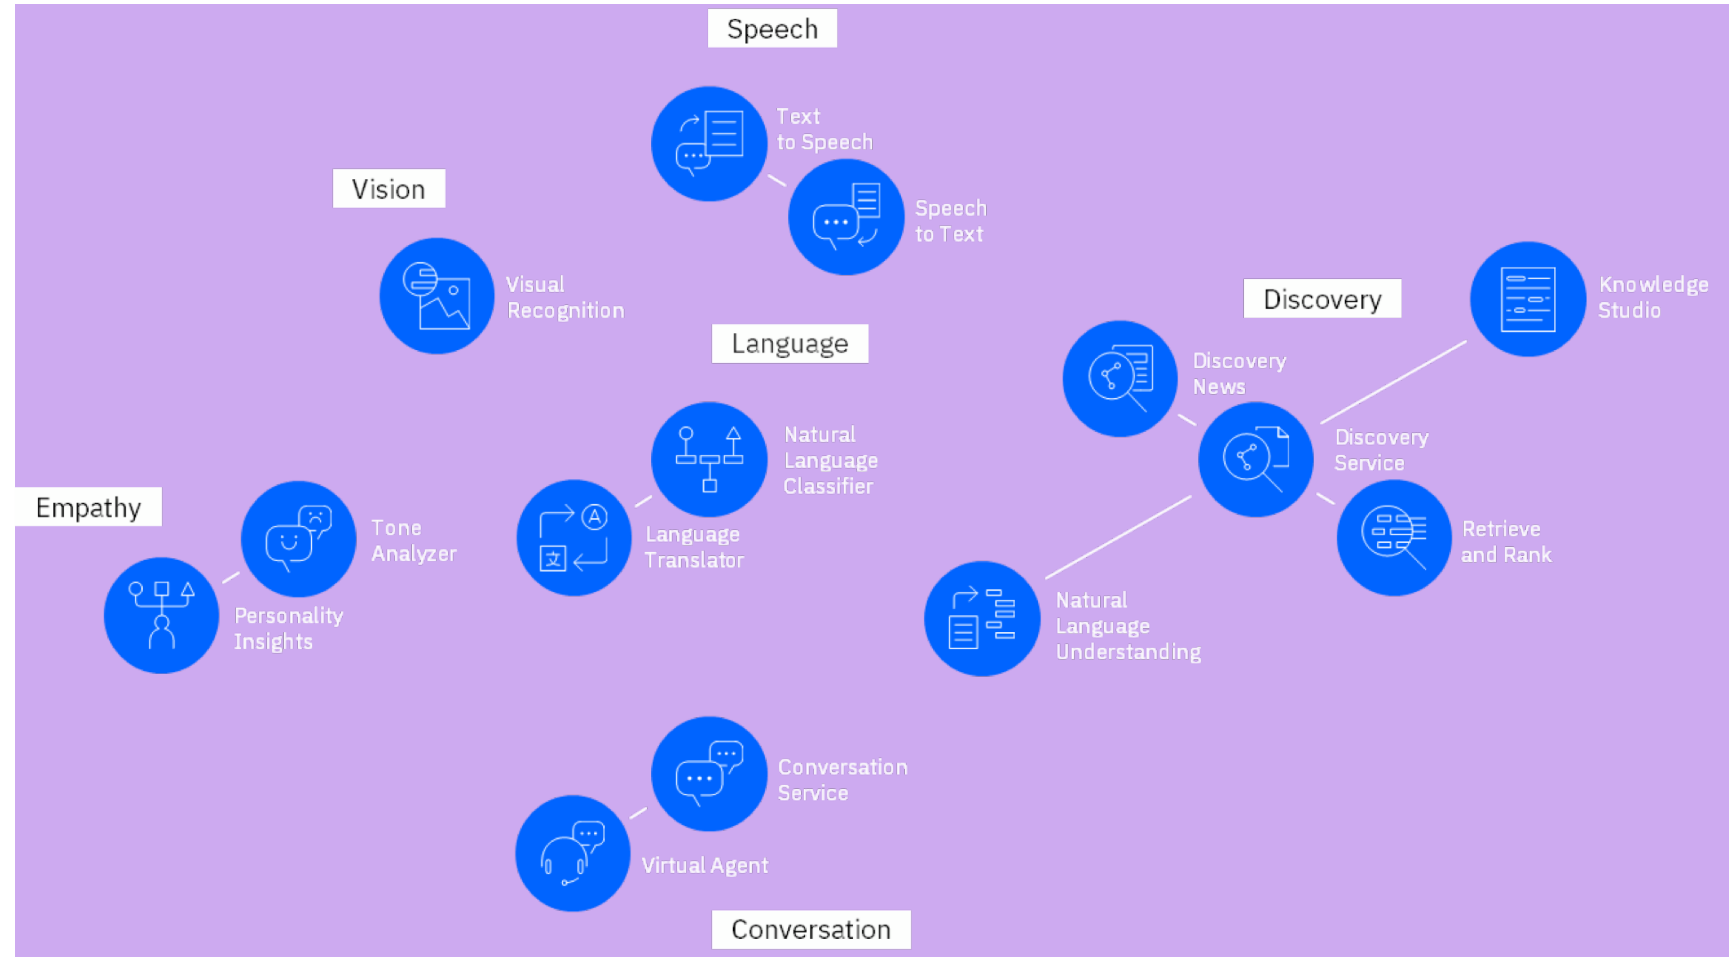 Speech
Text
to Speech
Speech
to Text
Vision
Visual
Recognition
Language
Natural
Language
Classifier
A
文
Language
Translator
Discovery
Knowledge
Studio
Discovery
News
Discovery
Service
Retrieve
and Rank
Natural
Language
Understanding
Empathy
Tone
Analyzer
Personality
Insights
Conversation
Service
Virtual Agent
Conversation